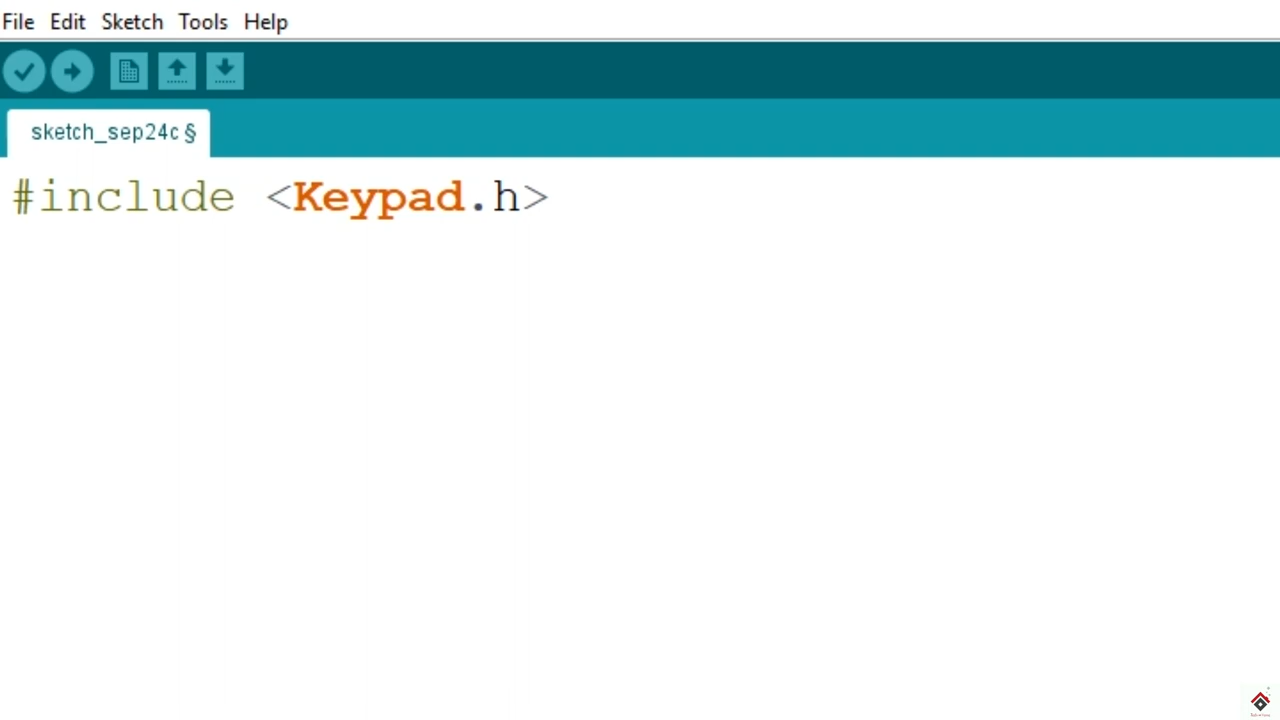 File Edit Sketch Tools Help
sketch_sep24c §
#include <Keypad.h>